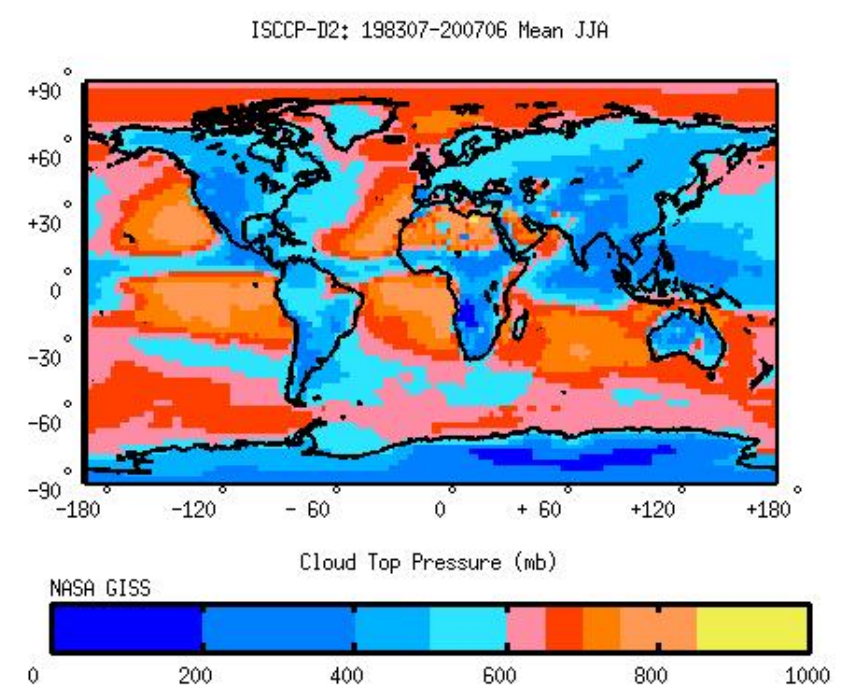 ISCCP-D2: 198307-200706 Mean JJA
+90°
+60°
+30°
0°
-30°
-60°
-90°
-180° -120° - 60° 0° + 60° +120° +180°
Cloud Top Pressure (mb)
NASA GISS
0 200 400 600 800 1000